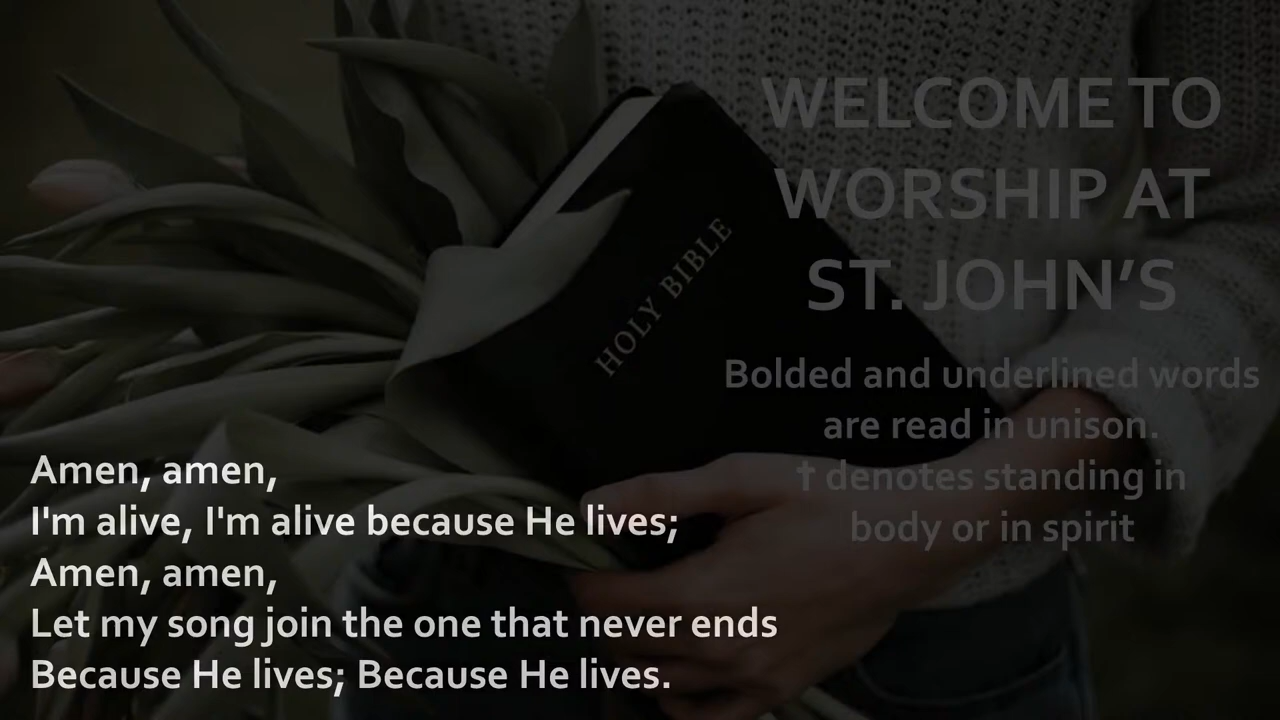 WELCOME TO
WORSHIP AT
ST. JOHN’S
HOLY BIBLE
Bolded and underlined words
are read in unison.
† denotes standing in
body or in spirit
Amen, amen,
I'm alive, I'm alive because He lives;
Amen, amen,
Let my song join the one that never ends
Because He lives; Because He lives.